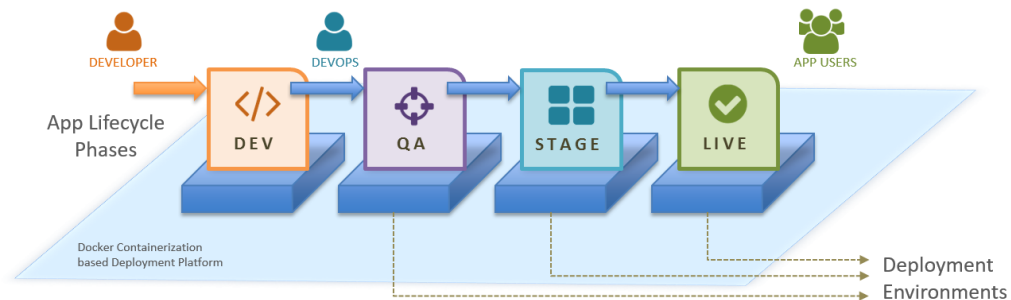 DEVELOPER
DEVOPS
APP USERS
App Lifecycle
Phases
DEV
QA
STAGE
LIVE
Docker Containerization
based Deployment Platform
Deployment
Environments